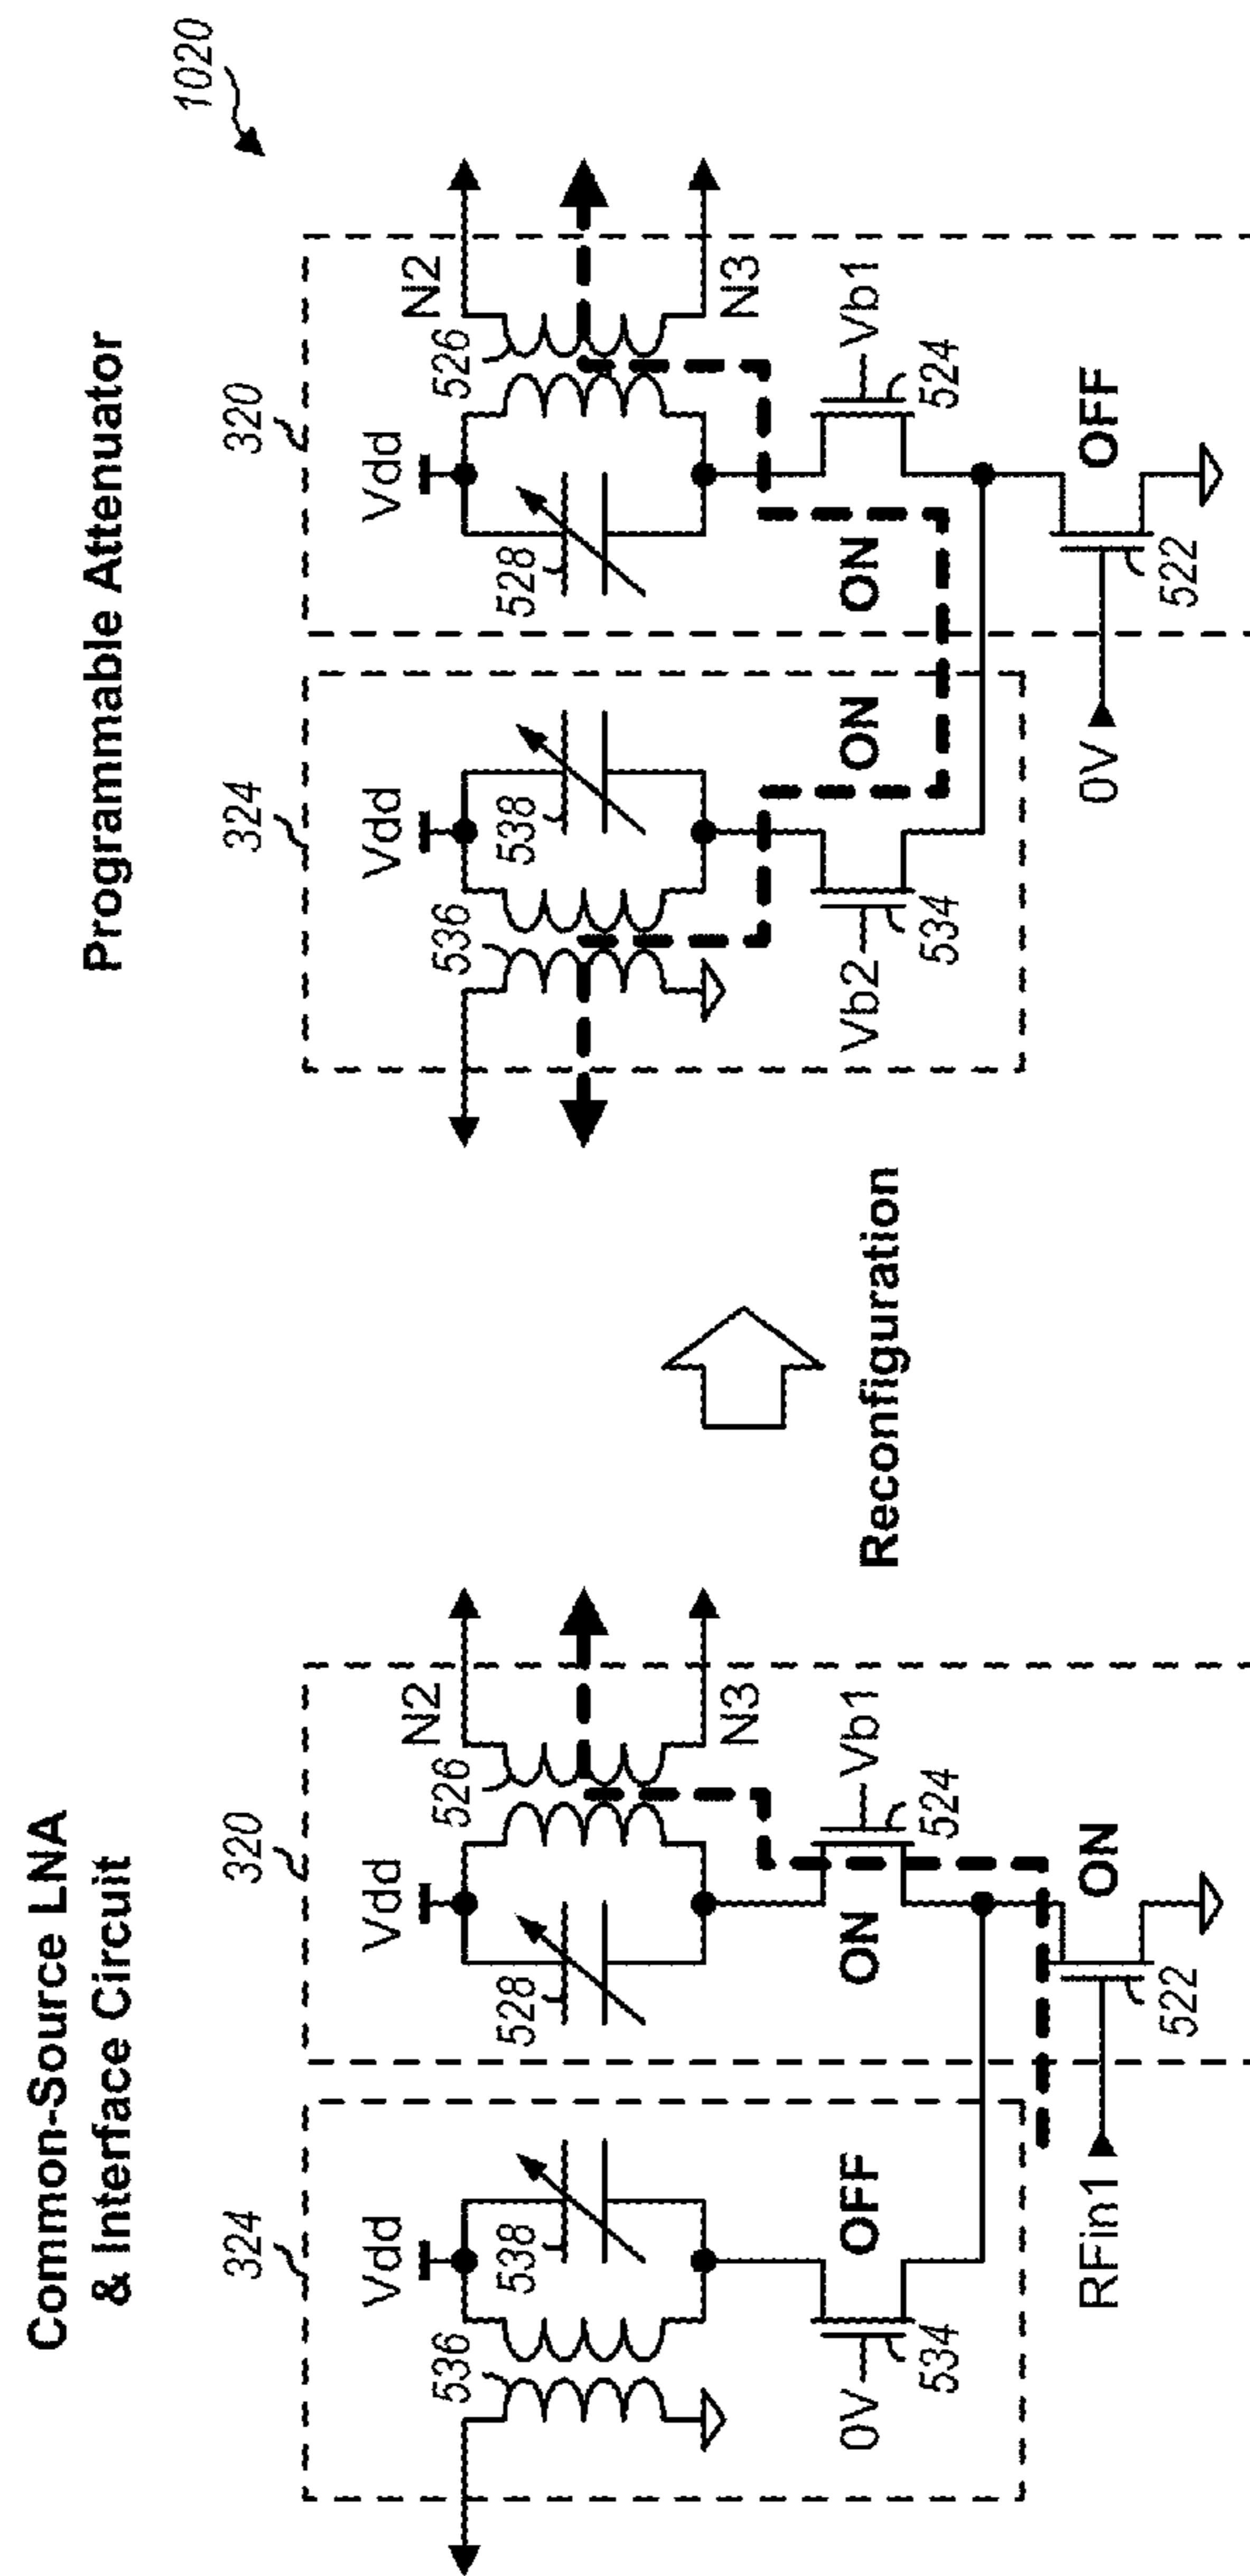 Common-Source LNA
& Interface Circuit
324
320
Vdd
Vdd
N2
536
538
528
526
N3
OFF
ON
0V
534
Vb1
524
RFin1
522
ON
Reconfiguration
Programmable Attenuator
1020
324
320
Vdd
Vdd
N2
536
538
528
526
N3
ON
ON
Vb2
534
Vb1
524
0V
522
OFF